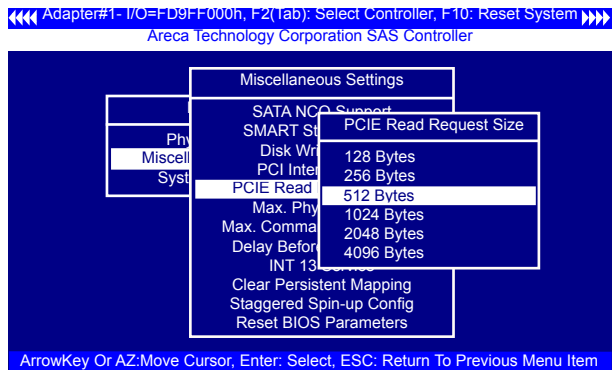 Adapter#1- I/O=FD9FF000h, F2(Tab): Select Controller, F10: Reset System
Areca Technology Corporation SAS Controller
Miscellaneous Settings
SATA NCQ Support
SMART St
Disk Wri
PCI Inter
PCIE Read
Max. Phy
Max. Comma
Delay Befor
INT 13 Service
Clear Persistent Mapping
Staggered Spin-up Config
Reset BIOS Parameters
Phy
Miscell
Syst
PCIE Read Request Size
128 Bytes
256 Bytes
512 Bytes
1024 Bytes
2048 Bytes
4096 Bytes
ArrowKey Or AZ:Move Cursor, Enter: Select, ESC: Return To Previous Menu Item